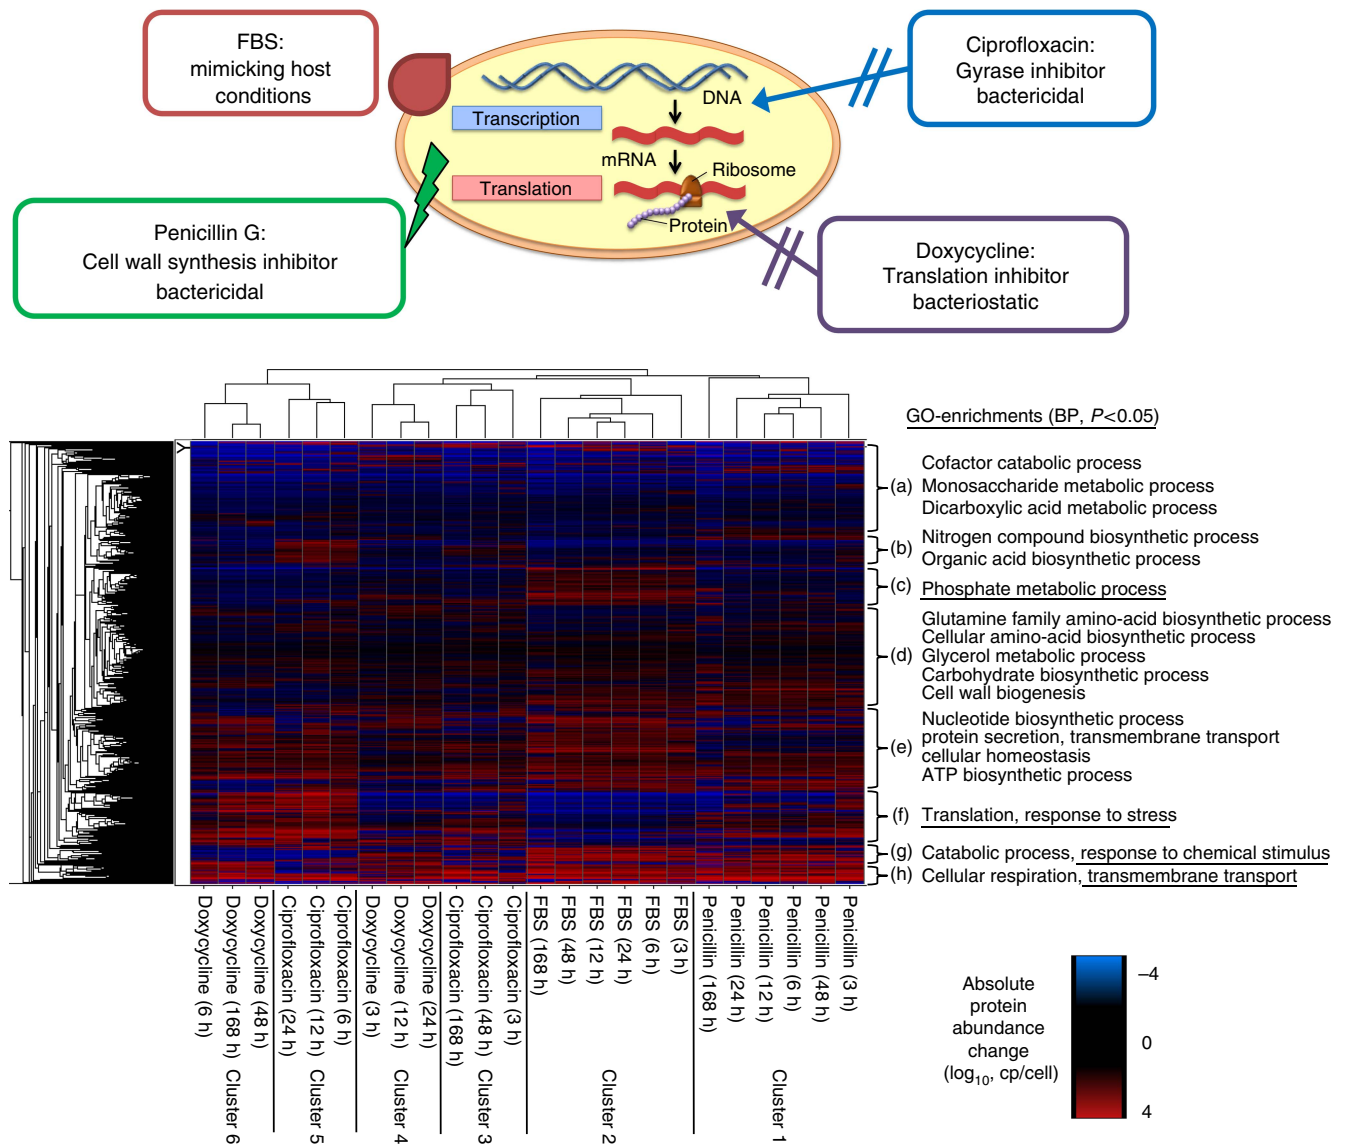 FBS:
mimicking host
conditions
Ciprofloxacin:
Gyrase inhibitor
bactericidal
DNA
Transcription
mRNA
Ribosome
Translation
Protein
Penicillin G:
Cell wall synthesis inhibitor
bactericidal
Doxycycline:
Translation inhibitor
bacteriostatic
GO-enrichments (BP, P<0.05)
(a)
Cofactor catabolic process
Monosaccharide metabolic process
Dicarboxylic acid metabolic process
(b)
Nitrogen compound biosynthetic process
Organic acid biosynthetic process
(c)
Phosphate metabolic process
(d)
Glutamine family amino-acid biosynthetic process
Cellular amino-acid biosynthetic process
Glycerol metabolic process
Carbohydrate biosynthetic process
Cell wall biogenesis
(e)
Nucleotide biosynthetic process
protein secretion, transmembrane transport
cellular homeostasis
ATP biosynthetic process
(f) Translation, response to stress
(g) Catabolic process, response to chemical stimulus
(h) Cellular respiration, transmembrane transport
Doxycycline (6 h)
Doxycycline (168 h)
Doxycycline (48 h)
Ciprofloxacin (24 h)
Ciprofloxacin (12 h)
Ciprofloxacin (6 h)
Doxycycline (3 h)
Doxycycline (12 h)
Doxycycline (24 h)
Ciprofloxacin (168 h)
Ciprofloxacin (48 h)
Ciprofloxacin (3 h)
FBS (168 h)
FBS (48 h)
FBS (12 h)
FBS (24 h)
FBS (6 h)
FBS (3 h)
Penicillin (168 h)
Penicillin (24 h)
Penicillin (12 h)
Penicillin (6 h)
Penicillin (48 h)
Penicillin (3 h)
Cluster 6
Cluster 5
Cluster 4
Cluster 3
Cluster 2
Cluster 1
Absolute
protein
abundance
change
(log10, cp/cell)
–4
0
4